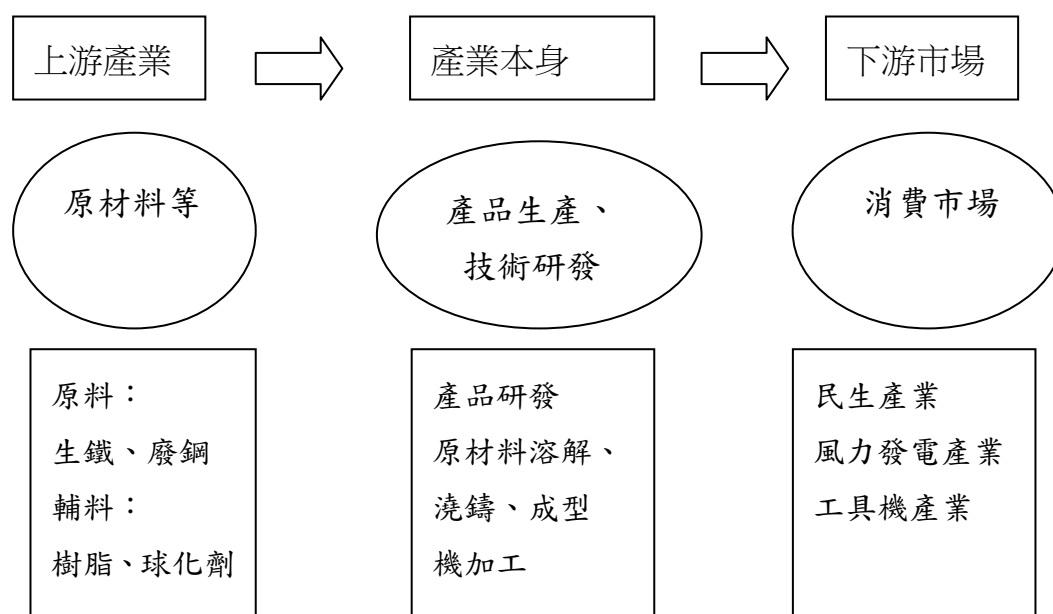 上游產業
產業本身
下游市場
原材料等
產品生產、
技術研發
消費市場
原料：
生鐵、廢鋼
輔料：
樹脂、球化劑
產品研發
原材料溶解、
澆鑄、成型
機加工
民生產業
風力發電產業
工具機產業